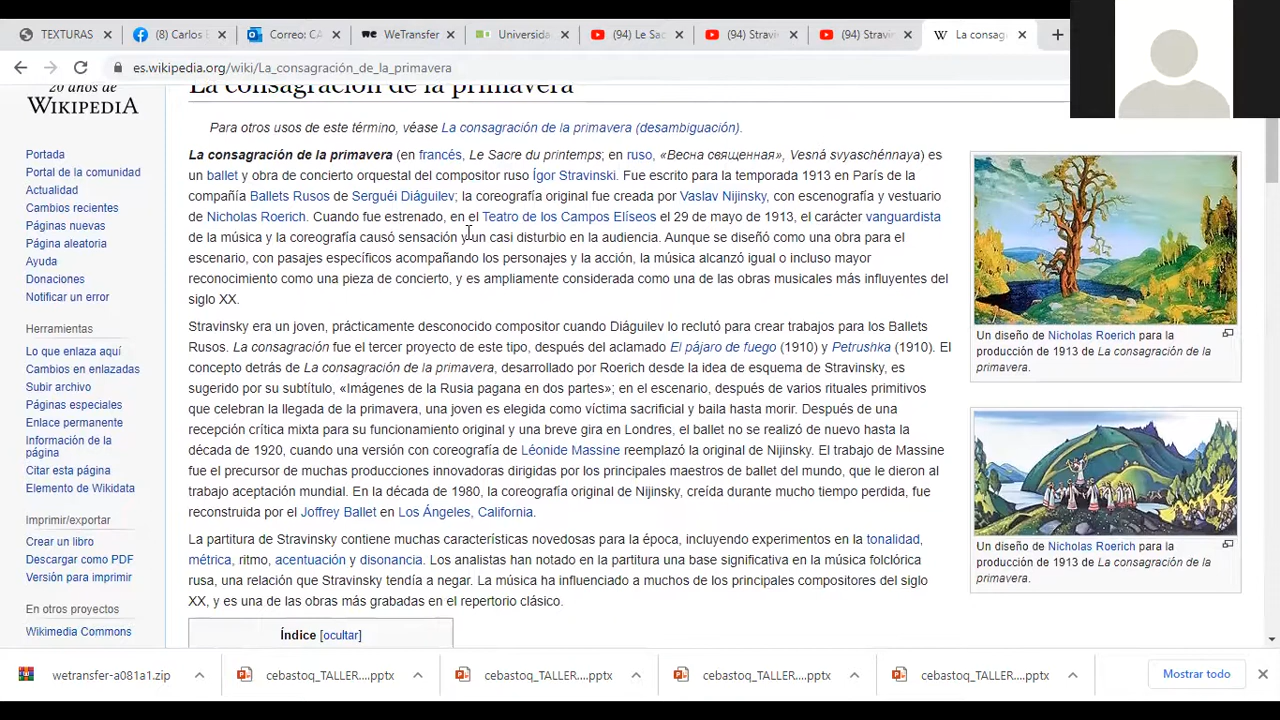 TEXTURAS
(8) Carlos
Correo: CA
WeTransfer
Universida
(94) Le Sac
(94) Stravi
(94) Stravir
La consag
es.wikipedia.org/wiki/La_consagración_de_la_primavera
20 años de
WIKIPEDIA
Portada
Portal de la comunidad
Actualidad
Cambios recientes
Páginas nuevas
Página aleatoria
Ayuda
Donaciones
Notificar un error
Herramientas
Lo que enlaza aquí
Cambios en enlazadas
Subir archivo
Páginas especiales
Enlace permanente
Información de la
página
Citar esta página
Elemento de Wikidata
Imprimir/exportar
Crear un libro
Descargar como PDF
Versión para imprimir
En otros proyectos
Wikimedia Commons
La consagración de la primavera
Para otros usos de este término, véase La consagración de la primavera (desambiguación).
La consagración de la primavera (en francés, Le Sacre du printemps; en ruso, «Весна священная», Vesná svyaschénnaya) es
un ballet y obra de concierto orquestal del compositor ruso Ígor Stravinski. Fue escrito para la temporada 1913 en París de la
compañía Ballets Rusos de Serguéi Diáguilev; la coreografía original fue creada por Vaslav Nijinsky, con escenografía y vestuario
de Nicholas Roerich. Cuando fue estrenado, en el Teatro de los Campos Elíseos el 29 de mayo de 1913, el carácter vanguardista
de la música y la coreografía causó sensación y un casi disturbio en la audiencia. Aunque se diseñó como una obra para el
escenario, con pasajes específicos acompañando los personajes y la acción, la música alcanzó igual o incluso mayor
reconocimiento como una pieza de concierto, y es ampliamente considerada como una de las obras musicales más influyentes del
siglo XX.
Stravinsky era un joven, prácticamente desconocido compositor cuando Diáguilev lo reclutó para crear trabajos para los Ballets
Rusos. La consagración fue el tercer proyecto de este tipo, después del aclamado El pájaro de fuego (1910) y Petrushka (1910). El
concepto detrás de La consagración de la primavera, desarrollado por Roerich desde la idea de esquema de Stravinsky, es
sugerido por su subtítulo, «Imágenes de la Rusia pagana en dos partes»; en el escenario, después de varios rituales primitivos
que celebran la llegada de la primavera, una joven es elegida como víctima sacrificial y baila hasta morir. Después de una
recepción crítica mixta para su funcionamiento original y una breve gira en Londres, el ballet no se realizó de nuevo hasta la
década de 1920, cuando una versión con coreografía de Léonide Massine reemplazó la original de Nijinsky. El trabajo de Massine
fue el precursor de muchas producciones innovadoras dirigidas por los principales maestros de ballet del mundo, que le dieron al
trabajo aceptación mundial. En la década de 1980, la coreografía original de Nijinsky, creída durante mucho tiempo perdida, fue
reconstruida por el Joffrey Ballet en Los Ángeles, California.
La partitura de Stravinsky contiene muchas características novedosas para la época, incluyendo experimentos en la tonalidad,
métrica, ritmo, acentuación y disonancia. Los analistas han notado en la partitura una base significativa en la música folclórica
rusa, una relación que Stravinsky tendía a negar. La música ha influenciado a muchos de los principales compositores del siglo
XX, y es una de las obras más grabadas en el repertorio clásico.
Índice [ocultar]
Un diseño de Nicholas Roerich para la
producción de 1913 de La consagración de la
primavera.
Un diseño de Nicholas Roerich para la
producción de 1913 de La consagración de la
primavera.
wetransfer-a081a1.zip
cebastoq_TALLER....pptx
cebastoq_TALLER....pptx
cebastoq_TALLER....pptx
cebastoq_TALLER....pptx
Mostrar todo